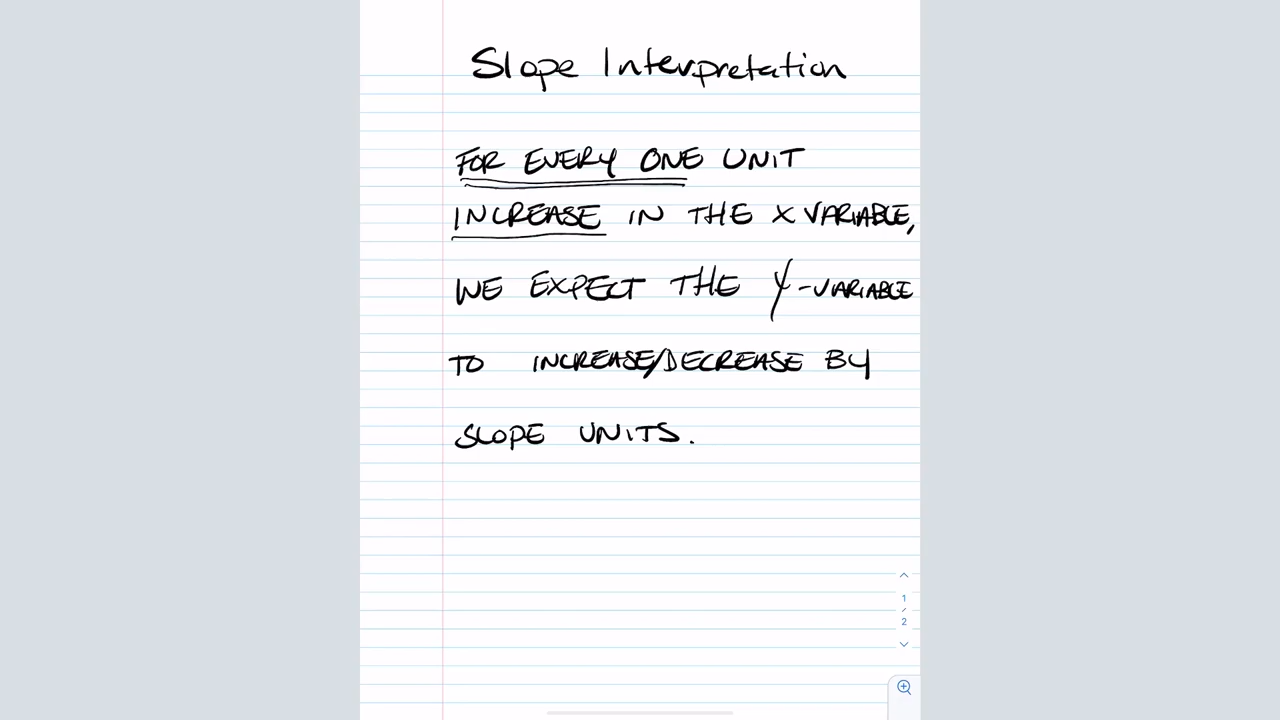 Slope Interpretation
FOR EVERY ONE UNIT
INCREASE IN THE X VARIABLE,
WE EXPECT THE Y-VARIABLE
TO INCREASE/DECREASE BY
SLOPE UNITS.
1
/
2